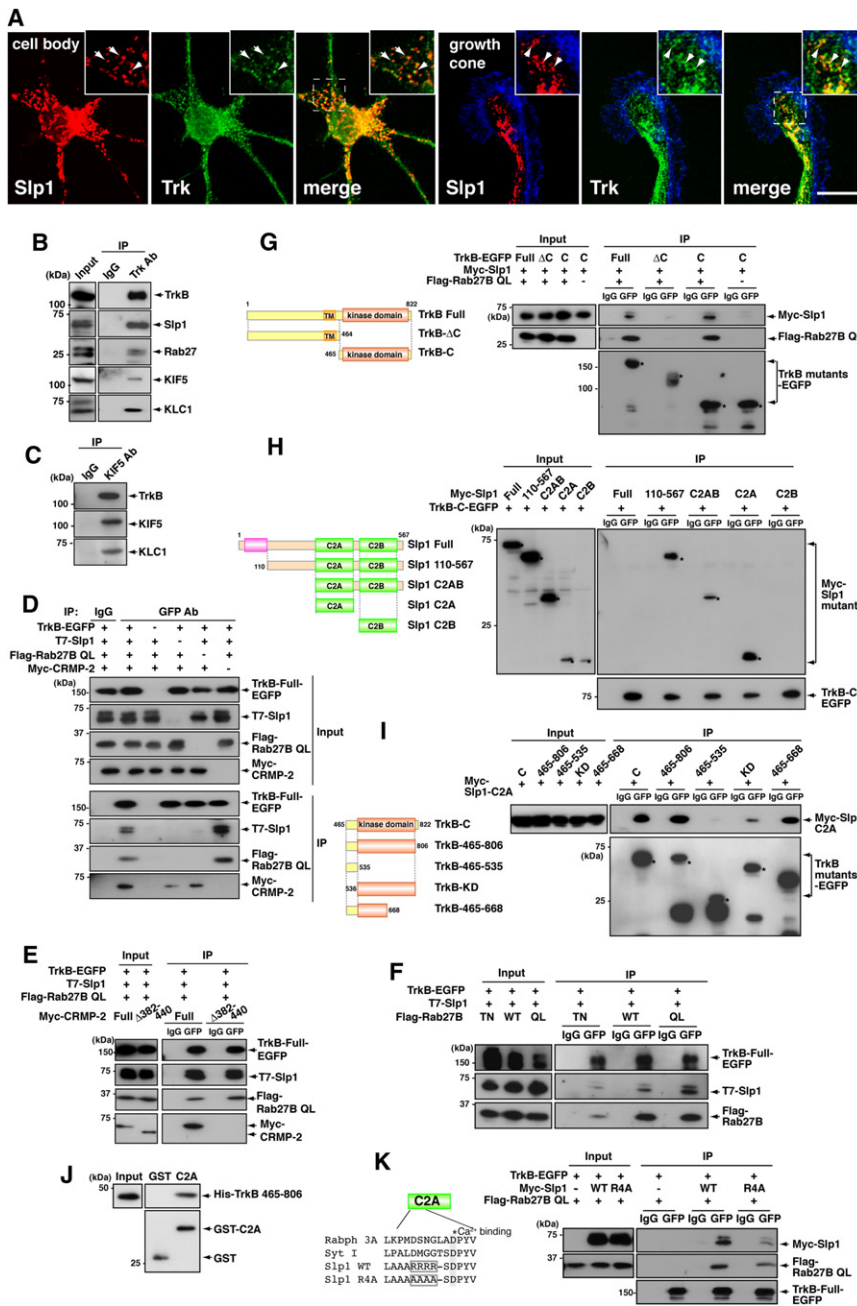 A
cell body
growth cone
Slp1 Trk merge Slp1 Trk merge
B
IP
Input IgG Trk Ab
(kDa)
100 TrkB
75
50 Slp1
25 Rab27
100 KIF5
75
50 KLC1
C
IP
IgG KIF5 Ab
(kDa)
100 TrkB
100 KIF5
75
50 KLC1
D
IP: IgG GFP Ab
TrkB-EGFP + + - + + +
T7-Slp1 + + + - + +
Flag-Rab27B QL + + + + - +
Myc-CRMP-2 + + + + + -
(kDa)
150 TrkB-Full-EGFP
75
50 T7-Slp1
37
25 Flag-Rab27B QL
50 Myc-CRMP-2
Input
150 TrkB-Full-EGFP
75
50 T7-Slp1
37
25 Flag-Rab27B QL
75
50 Myc-CRMP-2
IP
E
Input IP
TrkB-EGFP + + + +
T7-Slp1 + + + +
Flag-Rab27B QL + + + +
Myc-CRMP-2 Full Δ382-440 Full Δ382-440
IgG GFP IgG GFP
(kDa)
150 TrkB-Full-EGFP
75
50 T7-Slp1
37
25 Flag-Rab27B QL
75
50 Myc-CRMP-2
G
Input IP
TrkB-EGFP Full ΔC C C Full ΔC C C
Myc-Slp1 + + + + + + + +
Flag-Rab27B QL + + + - + + + -
IgG GFP IgG GFP IgG GFP IgG GFP
1 822
TM kinase domain TrkB Full
TM 464 TrkB-ΔC
465 kinase domain TrkB-C
75
(kDa)
50 Myc-Slp1
25 Flag-Rab27B QL
150
100
TrkB mutants-EGFP
H
Input IP
Myc-Slp1 Full 110-567 C2AB C2A C2B Full 110-567 C2AB C2A C2B
TrkB-C-EGFP + + + + + + + + + +
IgG GFP IgG GFP IgG GFP IgG GFP IgG GFP
1 567
C2A C2B Slp1 Full
110 C2A C2B Slp1 110-567
C2A C2B Slp1 C2AB
C2A Slp1 C2A
C2B Slp1 C2B
(kDa)
75
50
25
Myc-Slp1 mutant
75 TrkB-C EGFP
I
Input IP
C 465-806 465-535 KD 465-668 C 465-806 465-535 KD 465-668
Myc-Slp1-C2A + + + + + + + + + +
IgG GFP IgG GFP IgG GFP IgG GFP IgG GFP
465 kinase domain 822 TrkB-C
806 TrkB-465-806
535 TrkB-465-535
536 TrkB-KD
668 TrkB-465-668
Myc-Slp C2A
(kDa)
75
50
25
TrkB mutants-EGFP
F
Input IP
TrkB-EGFP + + + + + +
T7-Slp1 + + + + + +
Flag-Rab27B TN WT QL TN WT QL
IgG GFP IgG GFP IgG GFP
(kDa)
150 TrkB-Full-EGFP
75
50 T7-Slp1
37
Flag-Rab27B
J
(kDa) Input GST C2A
50 His-TrkB 465-806
GST-C2A
25 GST
K
C2A
*Ca2+ binding
Rabph 3A LKPMDSNGLADPYV
Syt I LPALDMGGTSDPYV
Slp1 WT LAAARRRR-SDPYV
Slp1 R4A LAAAAAAA-SDPYV
Input IP
TrkB-EGFP + + + + + +
Myc-Slp1 - WT R4A - WT R4A
Flag-Rab27B QL + + + + + +
IgG GFP IgG GFP IgG GFP
(kDa)
75
50 Myc-Slp1
25 Flag-Rab27B QL
150 TrkB-Full-EGFP